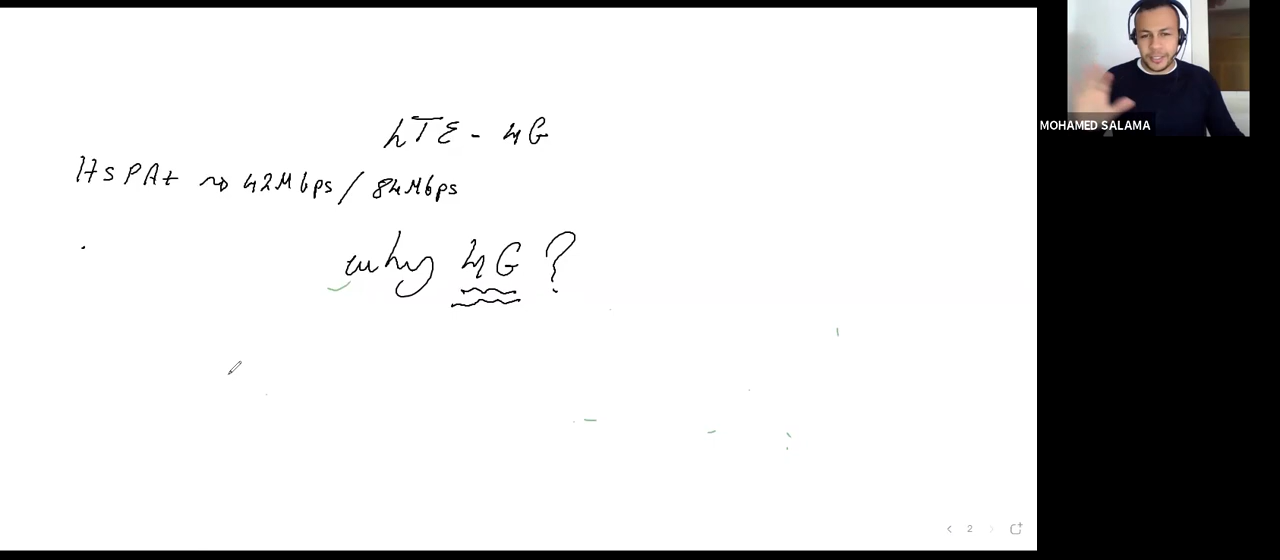 LTE - 4G
HSPA+ ~> 42Mbps / 84Mbps
why 4G ?
MOHAMED SALAMA
2